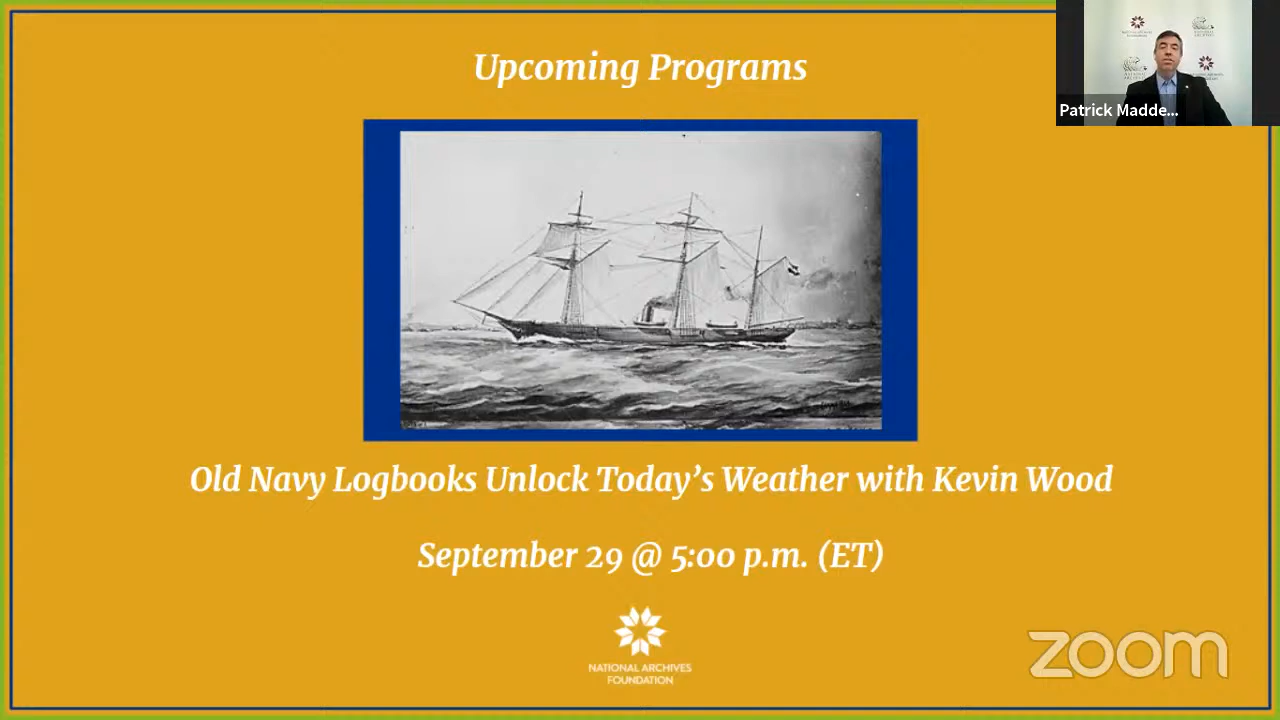 Upcoming Programs
Patrick Madde...
Old Navy Logbooks Unlock Today's Weather with Kevin Wood
September 29 @ 5:00 p.m. (ET)
NATIONAL ARCHIVES
FOUNDATION
zoom